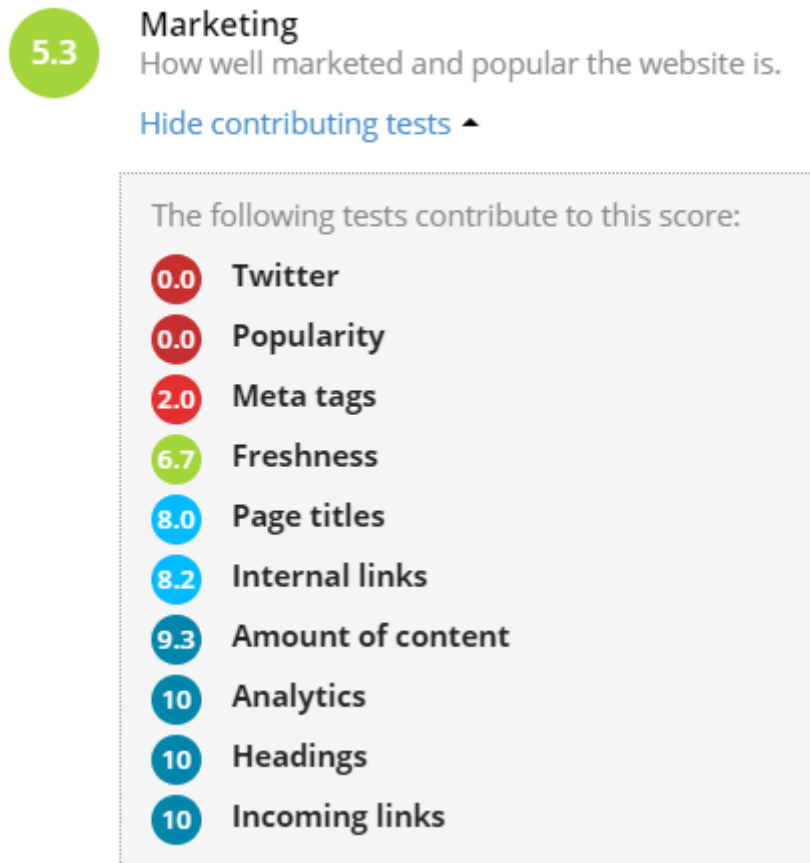 5.3 Marketing
How well marketed and popular the website is.
Hide contributing tests
The following tests contribute to this score:
0.0 Twitter
0.0 Popularity
2.0 Meta tags
6.7 Freshness
8.0 Page titles
8.2 Internal links
9.3 Amount of content
10 Analytics
10 Headings
10 Incoming links